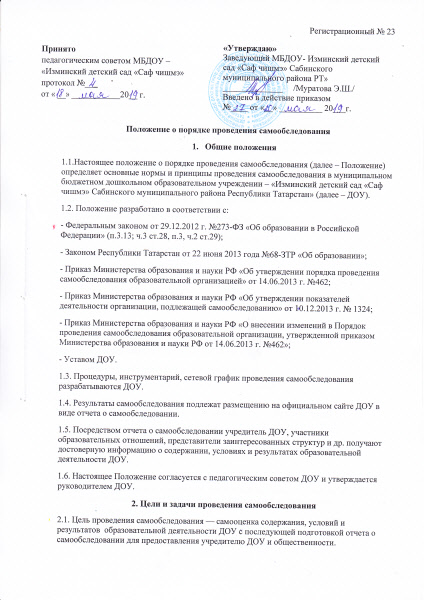 Регистрационный № 23
Принято
педагогическим советом МБДОУ –
«Изминский детский сад «Саф чишмэ»
протокол № 4
от «18» мая 2019 г.
«Утверждаю»
Заведующий МБДОУ- Изминский детский
сад «Саф чишмэ» Сабинского
муниципального района РТ»
/Муратова Э.Ш./
Введено в действие приказом
№ 27 от « » мая 2019 г.
Положение о порядке проведения самообследования
1. Общие положения
1.1.Настоящее положение о порядке проведения самообследования (далее – Положение)
определяет основные нормы и принципы проведения самообследования в муниципальном
бюджетном дошкольном образовательном учреждении – «Изминский детский сад «Саф
чишмэ» Сабинского муниципального района Республики Татарстан» (далее – ДОУ).
1.2. Положение разработано в соответствии с:
- Федеральным законом от 29.12.2012 г. №273-ФЗ «Об образовании в Российской
Федерации» (п.3.13; ч.3 ст.28, п.3, ч.2 ст.29);
- Законом Республики Татарстан от 22 июня 2013 года №68-ЗТР «Об образовании»;
- Приказ Министерства образования и науки РФ «Об утверждении порядка проведения
самообследования образовательной организацией» от 14.06.2013 г. №462;
- Приказ Министерства образования и науки РФ «Об утверждении показателей
деятельности организации, подлежащей самообследованию» от 10.12.2013 г. № 1324;
- Приказ Министерства образования и науки РФ «О внесении изменений в Порядок
проведения самообследования образовательной организации, утвержденной приказом
Министерства образования и науки РФ от 14.06.2013 г. №462»;
- Уставом ДОУ.
1.3. Процедуры, инструментарий, сетевой график проведения самообследования
разрабатываются ДОУ.
1.4. Результаты самообследования подлежат размещению на официальном сайте ДОУ в
виде отчета о самообследовании.
1.5. Посредством отчета о самообследовании учредитель ДОУ, участники
образовательных отношений, представители заинтересованных структур и др. получают
достоверную информацию о содержании, условиях и результатах образовательной
деятельности ДОУ.
1.6. Настоящее Положение согласуется с педагогическим советом ДОУ и утверждается
руководителем ДОУ.
2. Цели и задачи проведения самообследования
2.1. Цель проведения самообследования — самооценка содержания, условий и
результатов образовательной деятельности ДОУ с последующей подготовкой отчета о
самообследовании для предоставления учредителю ДОУ и общественности.